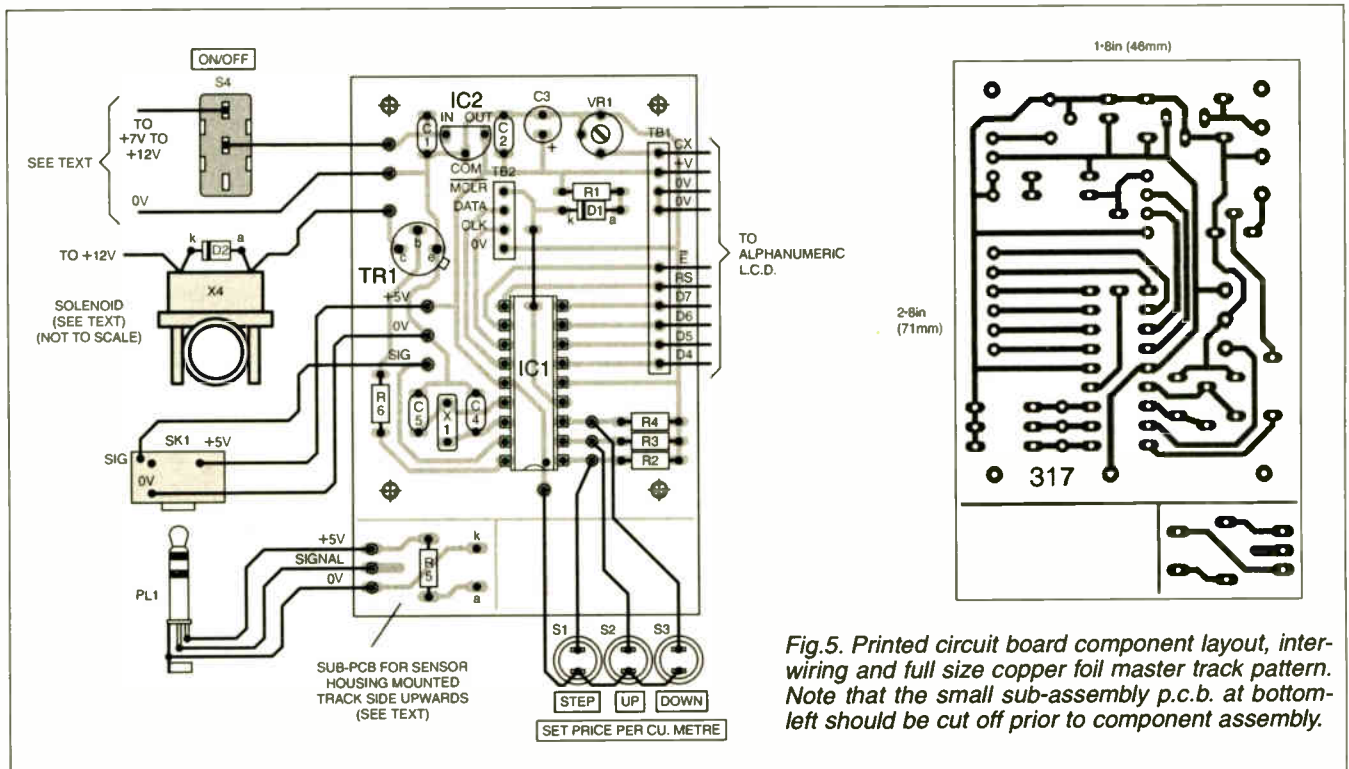 ON/OFF
S4
TO
+7V TO
+12V
SEE TEXT
0V
TO +12V
k
D2
a
X4
SOLENOID
(SEE TEXT)
(NOT TO SCALE)
SIG
SK1
+5V
0V
PL1
+5V
SIGNAL
0V
R5
k
a
SUB-PCB FOR SENSOR
HOUSING MOUNTED
TRACK SIDE UPWARDS
(SEE TEXT)
IC2
IN
OUT
COM
C1
C2
C3
+
VR1
TB1
CX
+V
0V
0V
E
RS
D7
D6
D5
D4
TO
ALPHANUMERIC
L.C.D.
TB2
MCLR
DATA
CLK
0V
R1
k
D1
a
TR1
c
b
e
+5V
0V
SIG
IC1
R6
C5
X1
C4
R4
R3
R2
S1
S2
S3
STEP
UP
DOWN
SET PRICE PER CU. METRE
1·8in (46mm)
2·8in
(71mm)
317
Fig.5. Printed circuit board component layout, inter-
wiring and full size copper foil master track pattern.
Note that the small sub-assembly p.c.b. at bottom-
left should be cut off prior to component assembly.